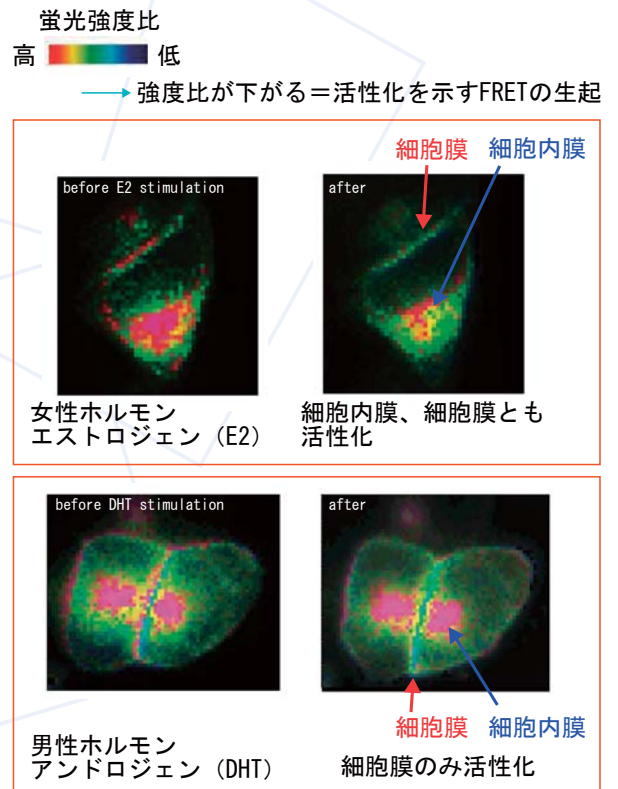 蛍光強度比
高 低
強度比が下がる＝活性化を示すFRETの生起
細胞膜 細胞内膜
before E2 stimulation
after
女性ホルモン
エストロジェン（E2）
細胞内膜、細胞膜とも
活性化
before DHT stimulation
after
細胞膜 細胞内膜
男性ホルモン
アンドロジェン（DHT）
細胞膜のみ活性化